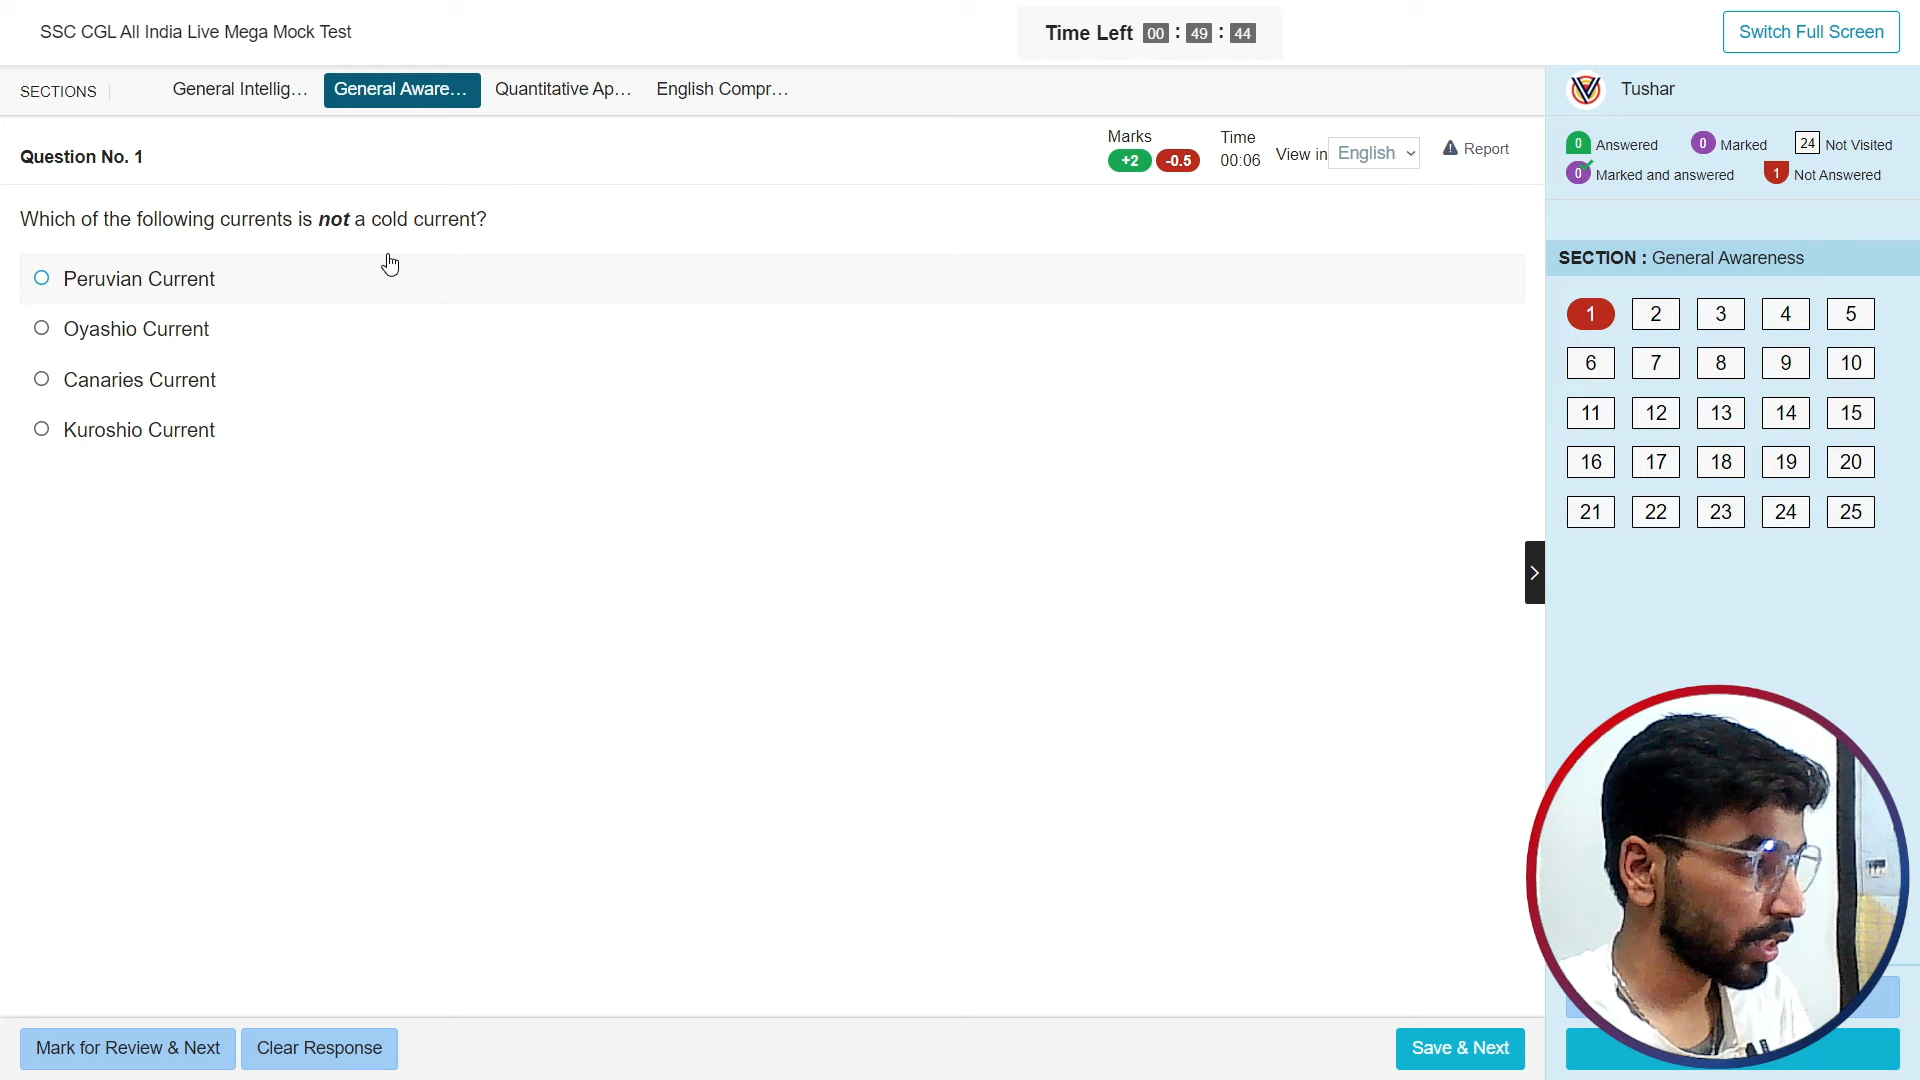 SSC CGL All India Live Mega Mock Test
Time Left 00 : 49 : 44
Switch Full Screen
SECTIONS
General Intellig...
General Aware...
Quantitative Ap...
English Compr...
Tushar
Question No. 1
Marks
+2 -0.5
Time
00:06
View in English
Report
0 Answered
0 Marked
24 Not Visited
0 Marked and answered
1 Not Answered
Which of the following currents is not a cold current?
Peruvian Current
Oyashio Current
Canaries Current
Kuroshio Current
SECTION : General Awareness
1 2 3 4 5
6 7 8 9 10
11 12 13 14 15
16 17 18 19 20
21 22 23 24 25
Mark for Review & Next
Clear Response
Save & Next